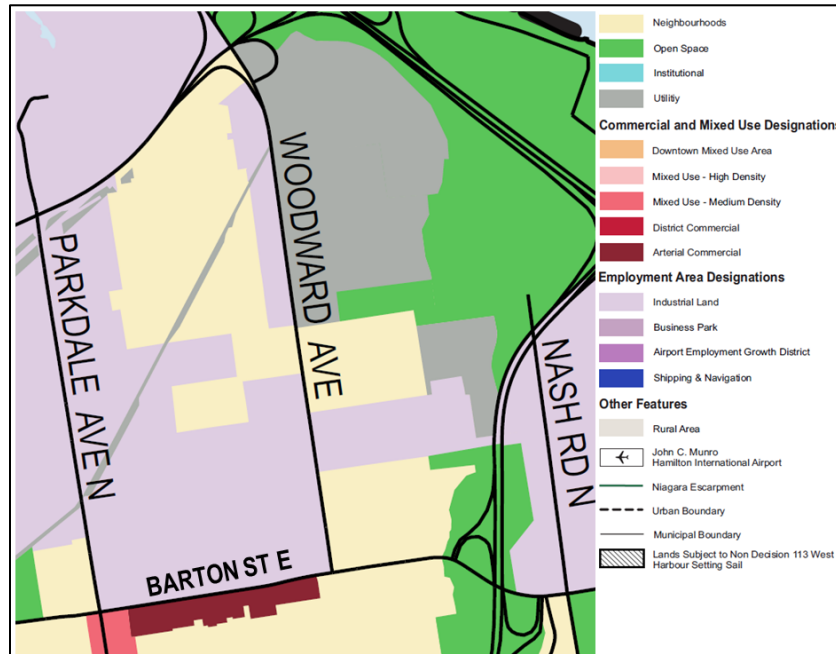 WOODWARD AVE
PARKDALE AVE N
NASH RD N
BARTON ST E
Neighbourhoods
Open Space
Institutional
Utilitiy
Commercial and Mixed Use Designations
Downtown Mixed Use Area
Mixed Use - High Density
Mixed Use - Medium Density
District Commercial
Arterial Commercial
Employment Area Designations
Industrial Land
Business Park
Airport Employment Growth District
Shipping & Navigation
Other Features
Rural Area
John C. Munro
Hamilton International Airport
Niagara Escarpment
Urban Boundary
Municipal Boundary
Lands Subject to Non Decision 113 West
Harbour Setting Sail